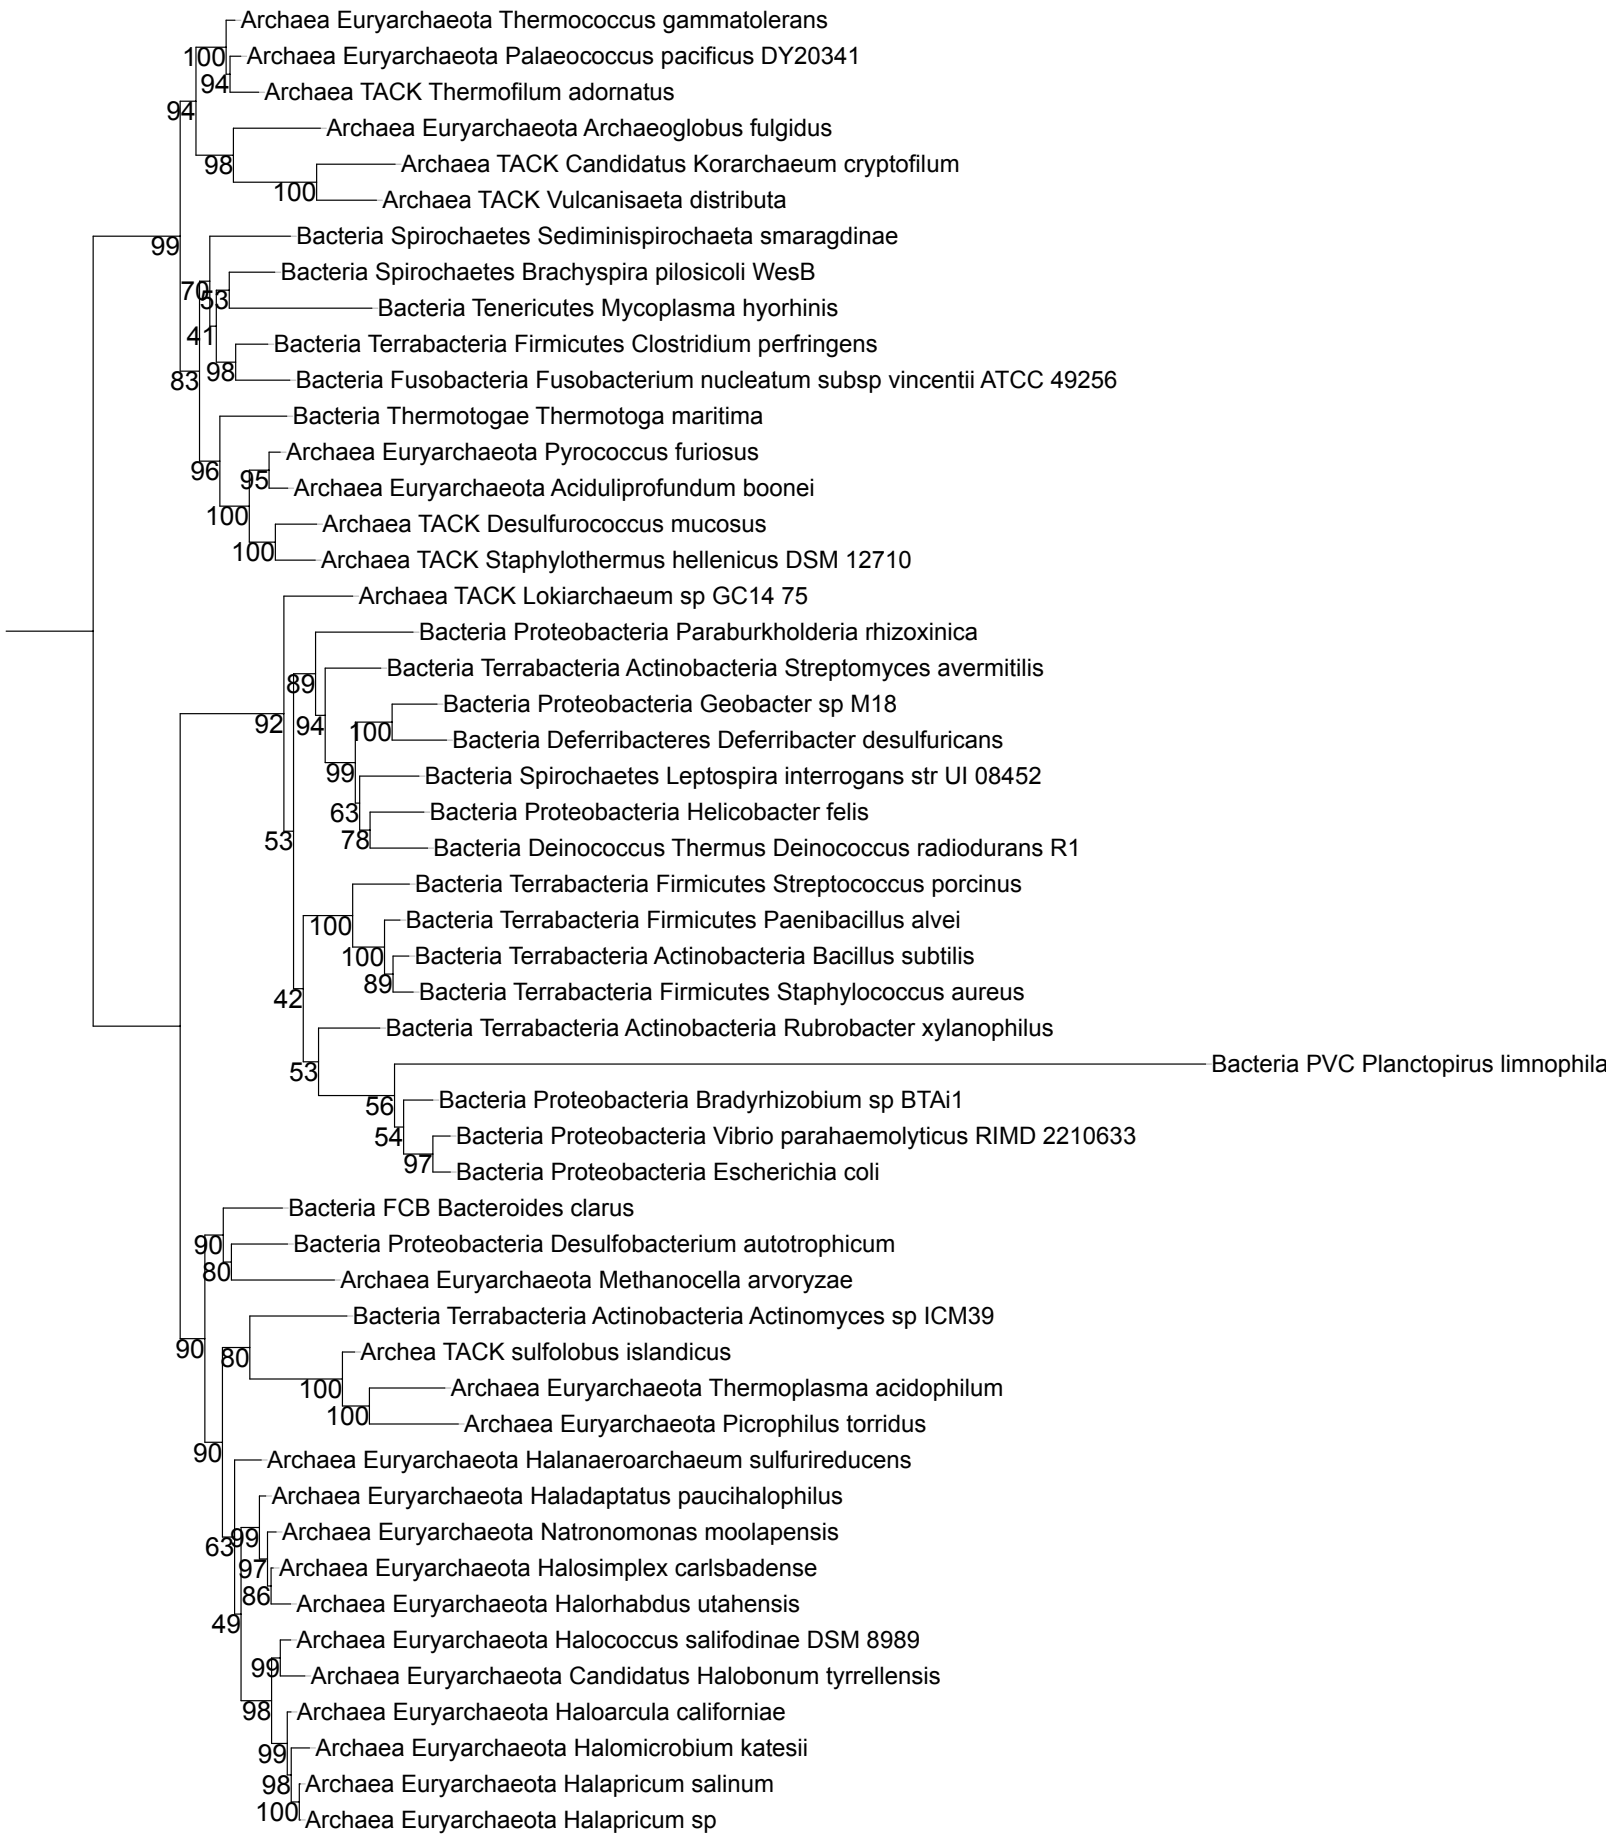 Archaea Euryarchaeota Thermococcus gammatolerans
100
Archaea Euryarchaeota Palaeococcus pacificus DY20341
94
Archaea TACK Thermofilum adornatus
94
Archaea Euryarchaeota Archaeoglobus fulgidus
98
Archaea TACK Candidatus Korarchaeum cryptofilum
100
Archaea TACK Vulcanisaeta distributa
99
Bacteria Spirochaetes Sediminispirochaeta smaragdinae
Bacteria Spirochaetes Brachyspira pilosicoli WesB
70
53
Bacteria Tenericutes Mycoplasma hyorhinis
41
Bacteria Terrabacteria Firmicutes Clostridium perfringens
83
98
Bacteria Fusobacteria Fusobacterium nucleatum subsp vincentii ATCC 49256
Bacteria Thermotogae Thermotoga maritima
Archaea Euryarchaeota Pyrococcus furiosus
96
95
Archaea Euryarchaeota Aciduliprofundum boonei
100
Archaea TACK Desulfurococcus mucosus
100
Archaea TACK Staphylothermus hellenicus DSM 12710
Archaea TACK Lokiarchaeum sp GC14 75
Bacteria Proteobacteria Paraburkholderia rhizoxinica
Bacteria Terrabacteria Actinobacteria Streptomyces avermitilis
89
Bacteria Proteobacteria Geobacter sp M18
92
94
100
Bacteria Deferribacteres Deferribacter desulfuricans
99
Bacteria Spirochaetes Leptospira interrogans str UI 08452
63
Bacteria Proteobacteria Helicobacter felis
53
78
Bacteria Deinococcus Thermus Deinococcus radiodurans R1
Bacteria Terrabacteria Firmicutes Streptococcus porcinus
100
Bacteria Terrabacteria Firmicutes Paenibacillus alvei
100
Bacteria Terrabacteria Actinobacteria Bacillus subtilis
89
Bacteria Terrabacteria Firmicutes Staphylococcus aureus
42
Bacteria Terrabacteria Actinobacteria Rubrobacter xylanophilus
53
Bacteria PVC Planctopirus limnophila
56
Bacteria Proteobacteria Bradyrhizobium sp BTAi1
54
Bacteria Proteobacteria Vibrio parahaemolyticus RIMD 2210633
97
Bacteria Proteobacteria Escherichia coli
Bacteria FCB Bacteroides clarus
90
Bacteria Proteobacteria Desulfobacterium autotrophicum
80
Archaea Euryarchaeota Methanocella arvoryzae
Bacteria Terrabacteria Actinobacteria Actinomyces sp ICM39
90
80
Archea TACK sulfolobus islandicus
100
Archaea Euryarchaeota Thermoplasma acidophilum
100
Archaea Euryarchaeota Picrophilus torridus
90
Archaea Euryarchaeota Halanaeroarchaeum sulfurireducens
Archaea Euryarchaeota Haladaptatus paucihalophilus
63
99
Archaea Euryarchaeota Natronomonas moolapensis
97
Archaea Euryarchaeota Halosimplex carlsbadense
86
Archaea Euryarchaeota Halorhabdus utahensis
49
Archaea Euryarchaeota Halococcus salifodinae DSM 8989
99
Archaea Euryarchaeota Candidatus Halobonum tyrrellensis
98
Archaea Euryarchaeota Haloarcula californiae
99
Archaea Euryarchaeota Halomicrobium katesii
98
Archaea Euryarchaeota Halapricum salinum
100
Archaea Euryarchaeota Halapricum sp